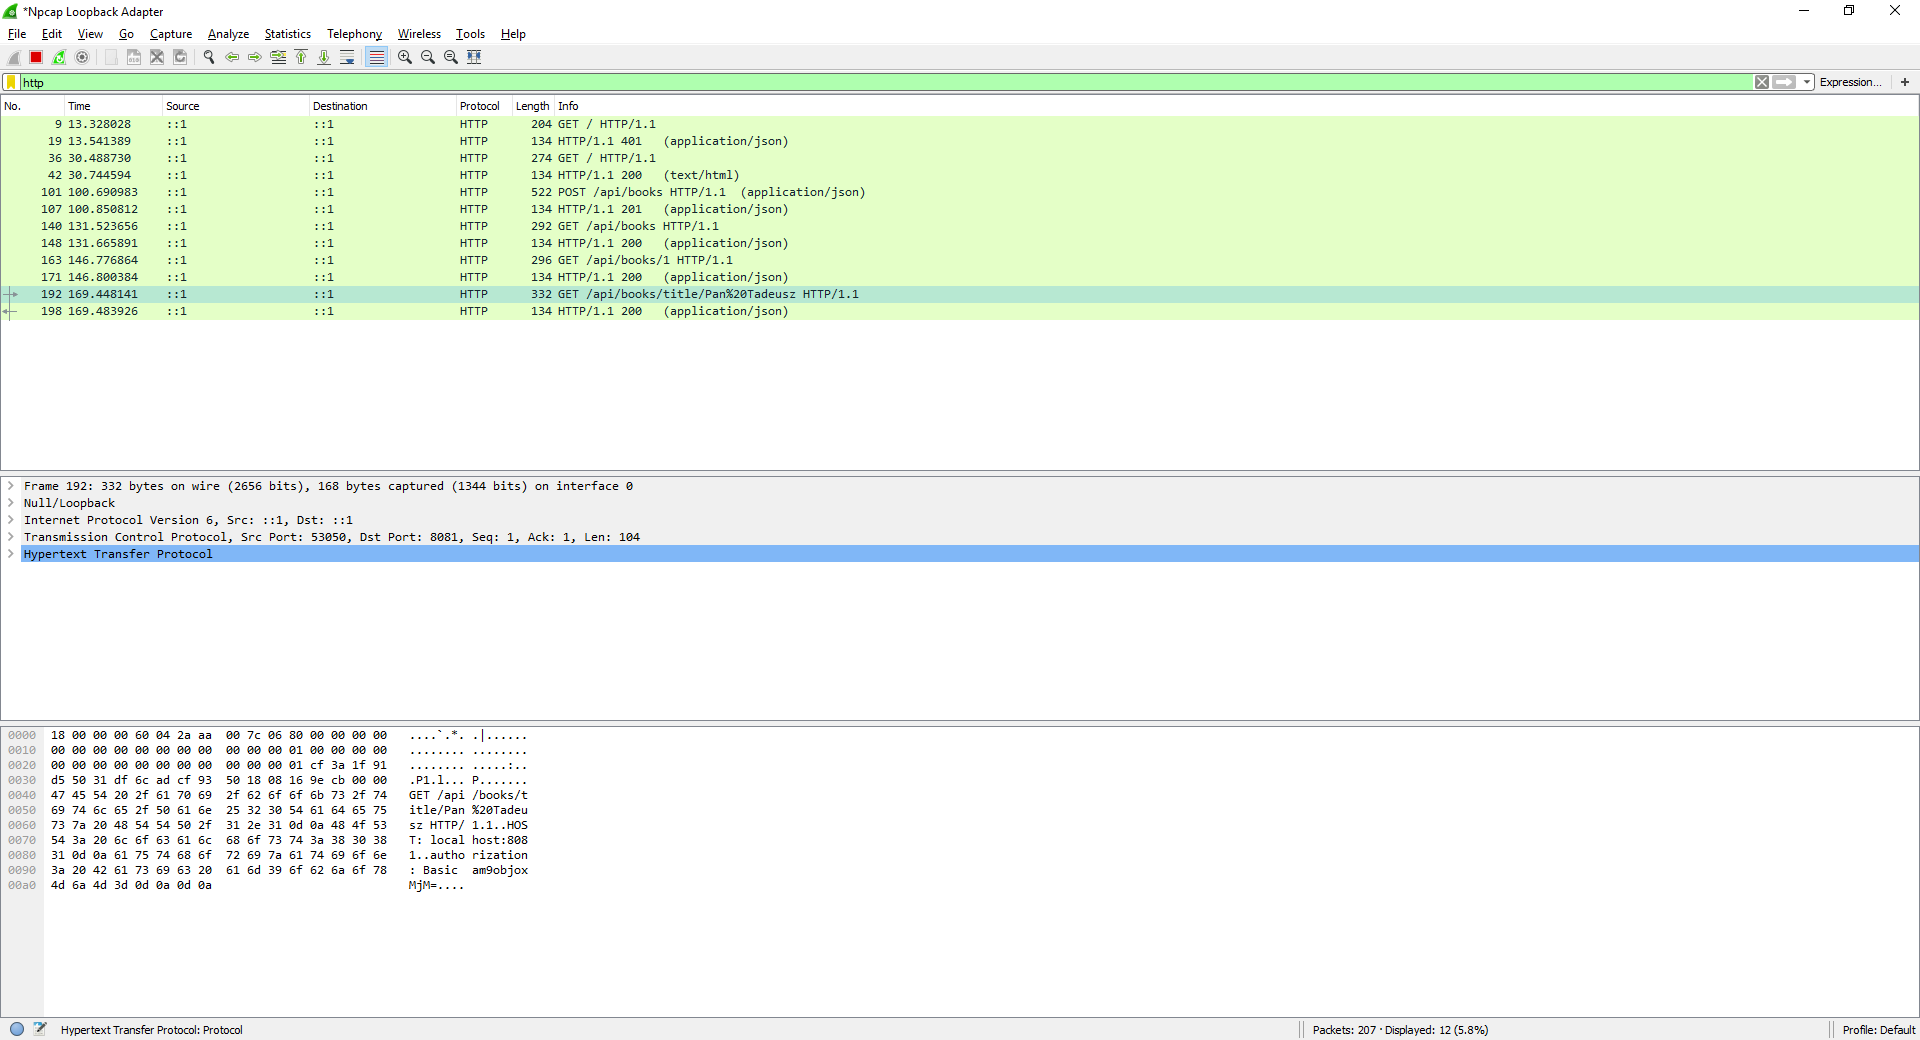 *Npcap Loopback Adapter
File Edit View Go Capture Analyze Statistics Telephony Wireless Tools Help
http Expression... +
No. Time Source Destination Protocol Length Info
9 13.328028 ::1 ::1 HTTP 204 GET / HTTP/1.1
19 13.541389 ::1 ::1 HTTP 134 HTTP/1.1 401 (application/json)
36 30.488730 ::1 ::1 HTTP 274 GET / HTTP/1.1
42 30.744594 ::1 ::1 HTTP 134 HTTP/1.1 200 (text/html)
101 100.690983 ::1 ::1 HTTP 522 POST /api/books HTTP/1.1 (application/json)
107 100.850812 ::1 ::1 HTTP 134 HTTP/1.1 201 (application/json)
140 131.523656 ::1 ::1 HTTP 292 GET /api/books HTTP/1.1
148 131.665891 ::1 ::1 HTTP 134 HTTP/1.1 200 (application/json)
163 146.776864 ::1 ::1 HTTP 296 GET /api/books/1 HTTP/1.1
171 146.800384 ::1 ::1 HTTP 134 HTTP/1.1 200 (application/json)
192 169.448141 ::1 ::1 HTTP 332 GET /api/books/title/Pan%20Tadeusz HTTP/1.1
198 169.483926 ::1 ::1 HTTP 134 HTTP/1.1 200 (application/json)
Frame 192: 332 bytes on wire (2656 bits), 168 bytes captured (1344 bits) on interface 0
Null/Loopback
Internet Protocol Version 6, Src: ::1, Dst: ::1
Transmission Control Protocol, Src Port: 53050, Dst Port: 8081, Seq: 1, Ack: 1, Len: 104
Hypertext Transfer Protocol
0000 18 00 00 00 60 04 2a aa 00 7c 06 80 00 00 00 00 ....`.*. .|......
0010 00 00 00 00 00 00 00 00 00 00 00 01 00 00 00 00 ........ ........
0020 00 00 00 00 00 00 00 00 00 00 00 01 cf 3a 1f 91 ........ .....:..
0030 d5 50 31 df 6c ad cf 93 50 18 08 16 9e cb 00 00 .P1.l... P.......
0040 47 45 54 20 2f 61 70 69 2f 62 6f 6f 6b 73 2f 74 GET /api /books/t
0050 69 74 6c 65 2f 50 61 6e 25 32 30 54 61 64 65 75 itle/Pan %20Tadeu
0060 73 7a 20 48 54 54 50 2f 31 2e 31 0d 0a 48 4f 53 sz HTTP/ 1.1..HOS
0070 54 3a 20 6c 6f 63 61 6c 68 6f 73 74 3a 38 30 38 T: local host:808
0080 31 0d 0a 61 75 74 68 6f 72 69 7a 61 74 69 6f 6e 1..autho rization
0090 3a 20 42 61 73 69 63 20 61 6d 39 6f 62 6a 6f 78 : Basic am9objox
00a0 4d 6a 4d 3d 0d 0a 0d 0a MjM=....
Hypertext Transfer Protocol: Protocol Packets: 207 · Displayed: 12 (5.8%) Profile: Default